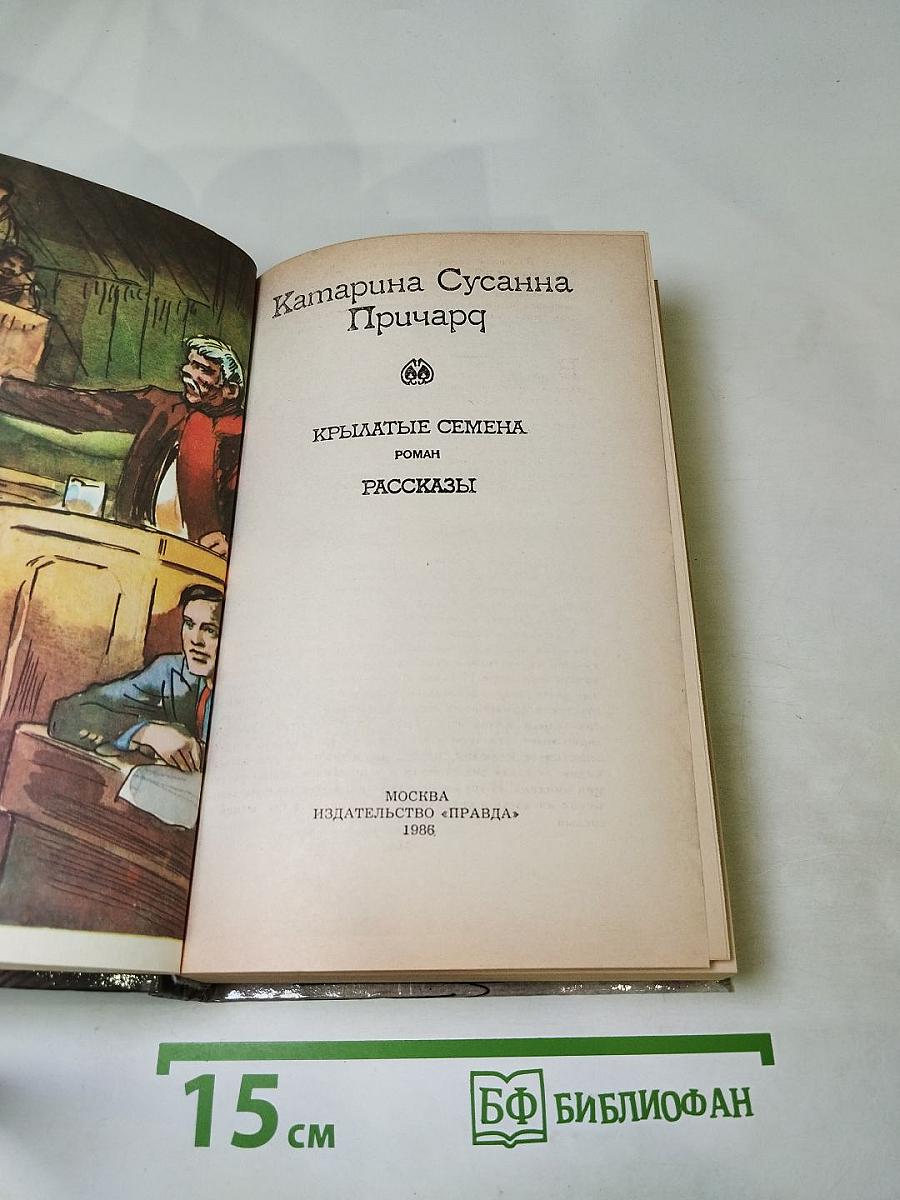 Катарина Сусанна
Причард
КРЫЛАТЫЕ СЕМЕНА
РОМАН
РАССКАЗЫ
МОСКВА
ИЗДАТЕЛЬСТВО «ПРАВДА»
1986
15 см
БФ БИБЛИОФАН